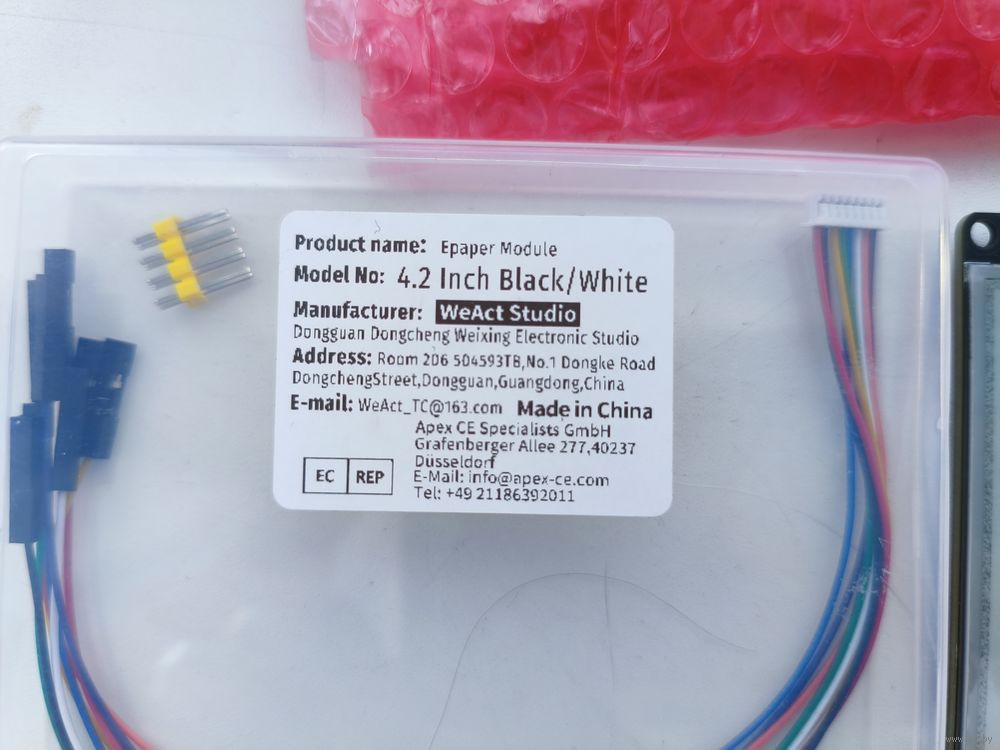 Product name: Epaper Module
Model No: 4.2 Inch Black/White
Manufacturer: WeAct Studio
Dongguan Dongcheng Weixing Electronic Studio
Address: Room 206 504593TB,No.1 Dongke Road
DongchengStreet,Dongguan,Guangdong,China
E-mail: WeAct_TC@163.com Made in China
Apex CE Specialists GmbH
Grafenberger Allee 277,40237
Düsseldorf
EC REP
E-Mail: info@apex-ce.com
Tel: +49 21186392011